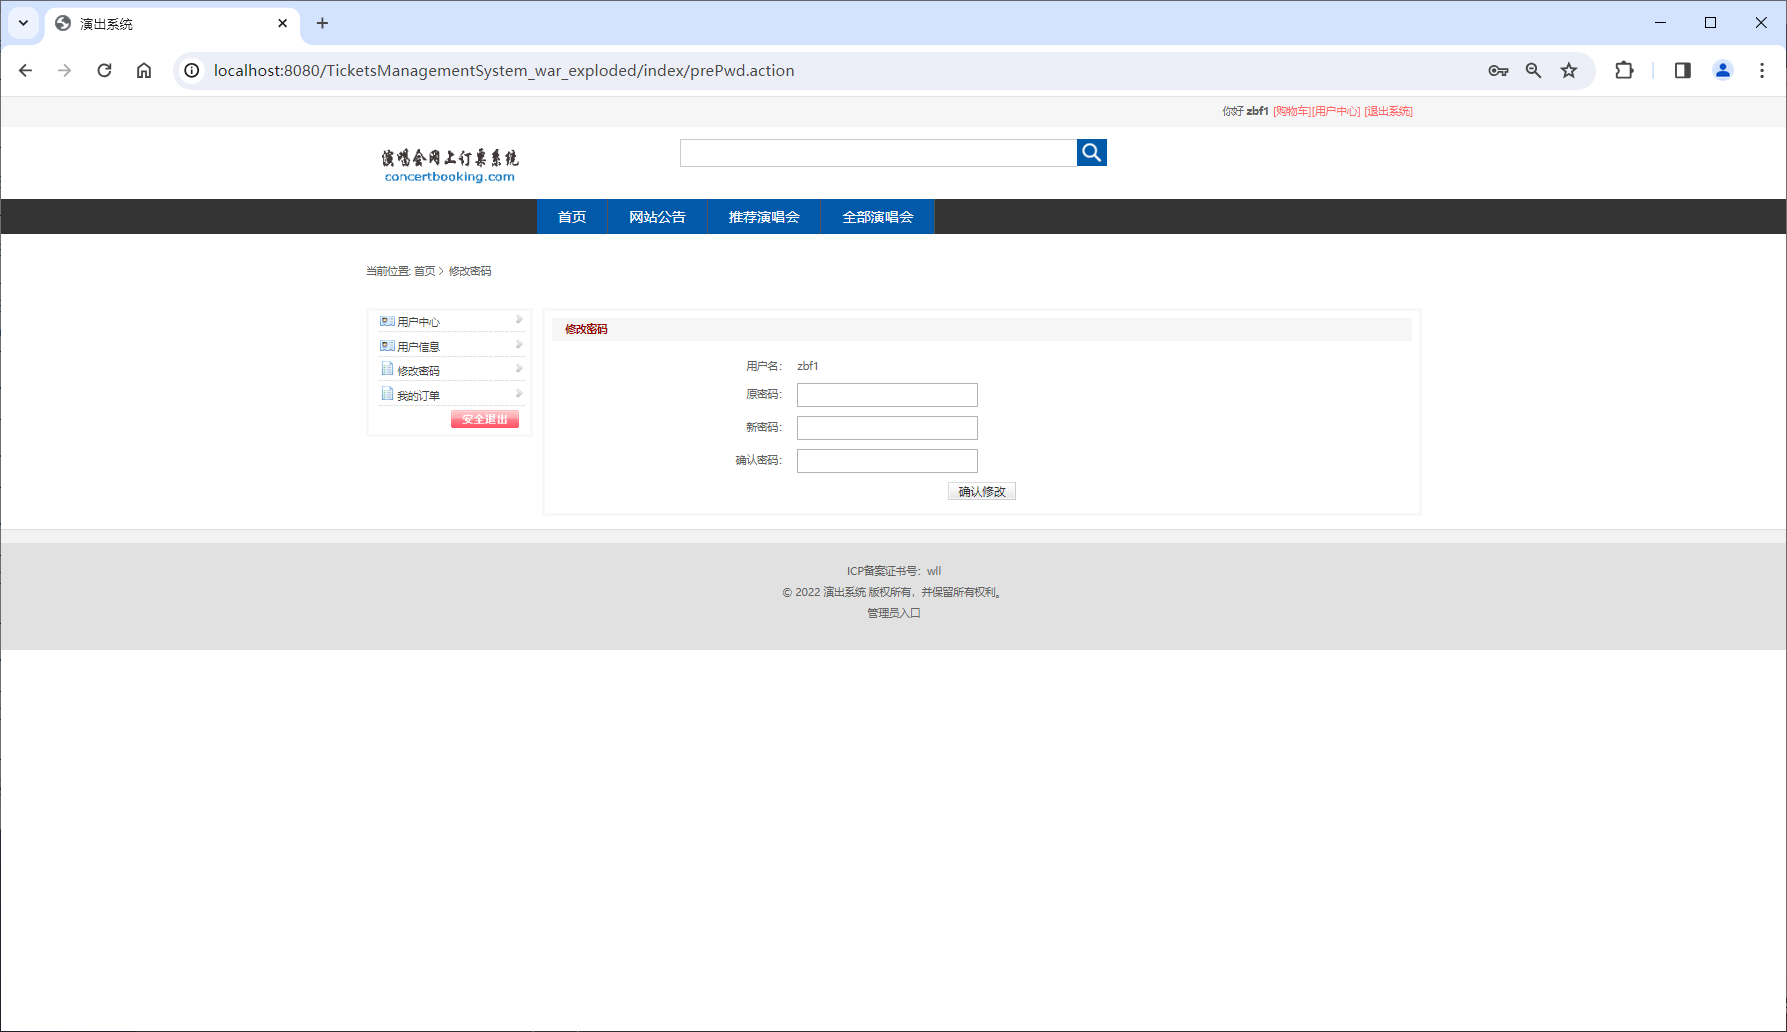 演出系统
localhost:8080/TicketsManagementSystem_war_exploded/index/prePwd.action
你好 zbf1 [购物车][用户中心] [退出系统]
演唱会网上订票系统
concertbooking.com
首页 网站公告 推荐演唱会 全部演唱会
当前位置: 首页 > 修改密码
用户中心
用户信息
修改密码
我的订单
安全退出
修改密码
用户名： zbf1
原密码：
新密码：
确认密码：
确认修改
ICP备案证书号：wll
© 2022 演出系统 版权所有，并保留所有权利。
管理员入口